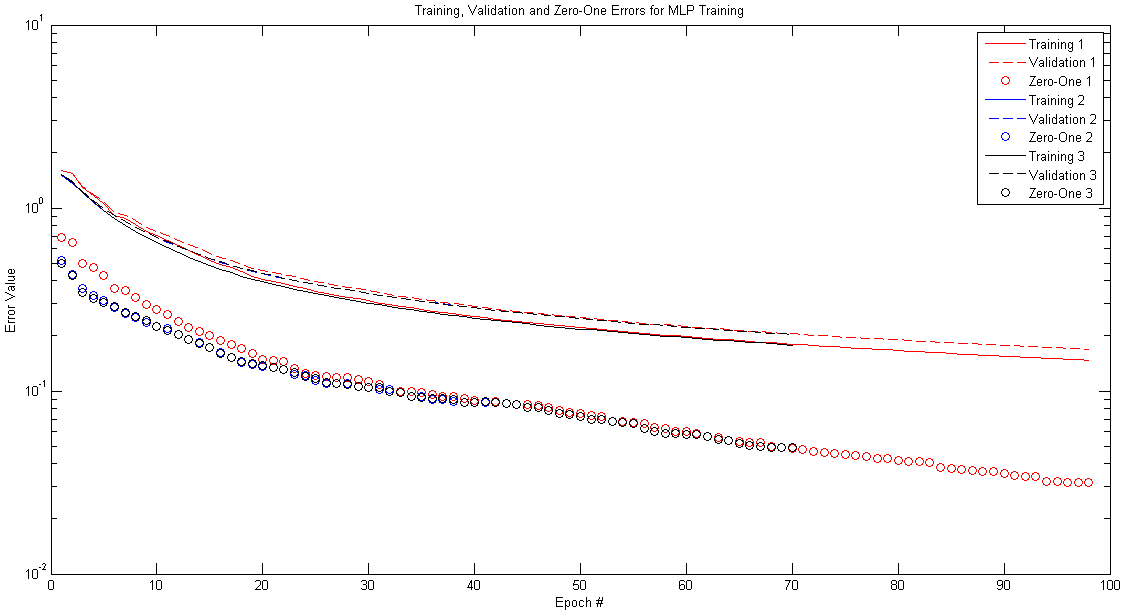 Training, Validation and Zero-One Errors for MLP Training
10^1
10^0
10^-1
10^-2
Error Value
Training 1
Validation 1
Zero-One 1
Training 2
Validation 2
Zero-One 2
Training 3
Validation 3
Zero-One 3
0 10 20 30 40 50 60 70 80 90 100
Epoch #